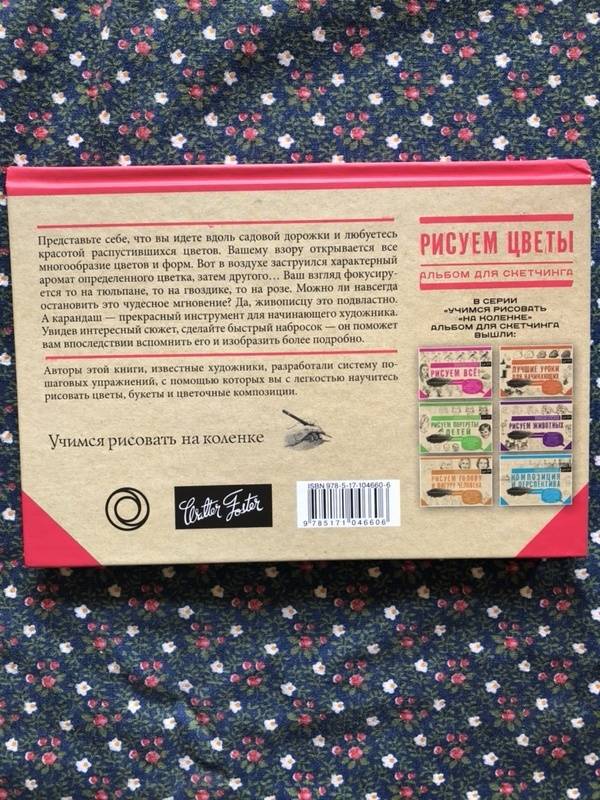 Представьте себе, что вы идете вдоль садовой дорожки и любуетесь
красотой распустившихся цветов. Вашему взору открывается все
многообразие цветов и форм. Вот в воздухе заструился характерный
аромат определенного цветка, затем другого... Ваш взгляд фокусиру-
ется то на тюльпане, то на гвоздике, то на розе. Можно ли навсегда
остановить это чудесное мгновение? Да, живописцу это подвластно.
А карандаш — прекрасный инструмент для начинающего художника.
Увидев интересный сюжет, сделайте быстрый набросок — он поможет
вам впоследствии вспомнить его и изобразить более подробно.
Авторы этой книги, известные художники, разработали систему по-
шаговых упражнений, с помощью которых вы с легкостью научитесь
рисовать цветы, букеты и цветочные композиции.
Учимся рисовать на коленке
Walter Foster
ISBN 978-5-17-104660-6
9 785171 046606
РИСУЕМ ЦВЕТЫ
АЛЬБОМ ДЛЯ СКЕТЧИНГА
В СЕРИИ
«УЧИМСЯ РИСОВАТЬ
«НА КОЛЕНКЕ»
АЛЬБОМ ДЛЯ СКЕТЧИНГА
ВЫШЛИ:
РИСУЕМ ВСЕ!
ЛУЧШИЕ УРОКИ
ДЛЯ НАЧИНАЮЩИХ
РИСУЕМ ПОРТРЕТЫ
ДЕТЕЙ
РИСУЕМ ЖИВОТНЫХ
РИСУЕМ ГОЛОВУ
И ФИГУРУ ЧЕЛОВЕКА
КОМПОЗИЦИЯ
И ПЕРСПЕКТИВА